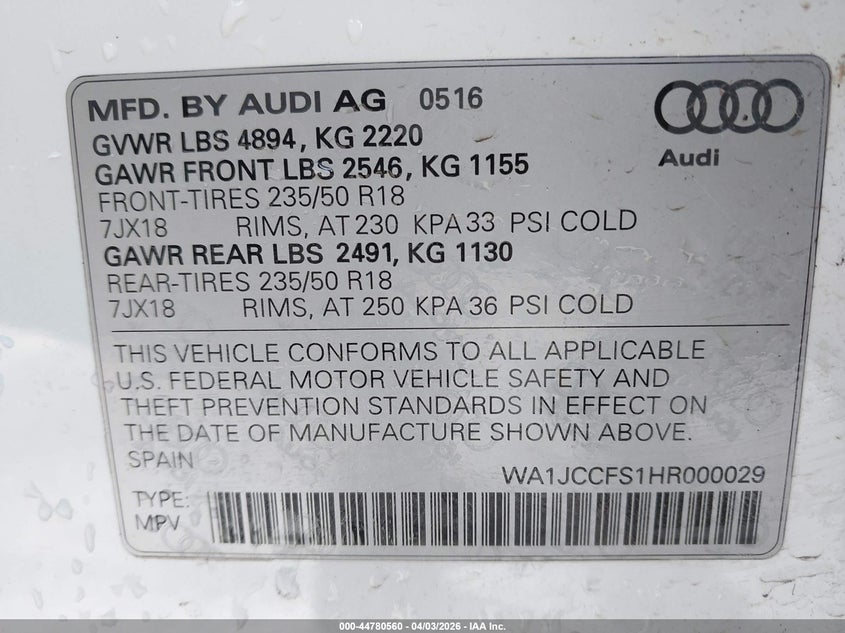 MFD. BY AUDI AG 0516
Audi
GVWR LBS 4894, KG 2220
GAWR FRONT LBS 2546, KG 1155
FRONT-TIRES 235/50 R18
7JX18 RIMS, AT 230 KPA 33 PSI COLD
GAWR REAR LBS 2491, KG 1130
REAR-TIRES 235/50 R18
7JX18 RIMS, AT 250 KPA 36 PSI COLD
THIS VEHICLE CONFORMS TO ALL APPLICABLE
U.S. FEDERAL MOTOR VEHICLE SAFETY AND
THEFT PREVENTION STANDARDS IN EFFECT ON
THE DATE OF MANUFACTURE SHOWN ABOVE.
SPAIN
WA1JCCFS1HR000029
TYPE:
MPV
000-44780560 - 04/03/2026 - IAA Inc.